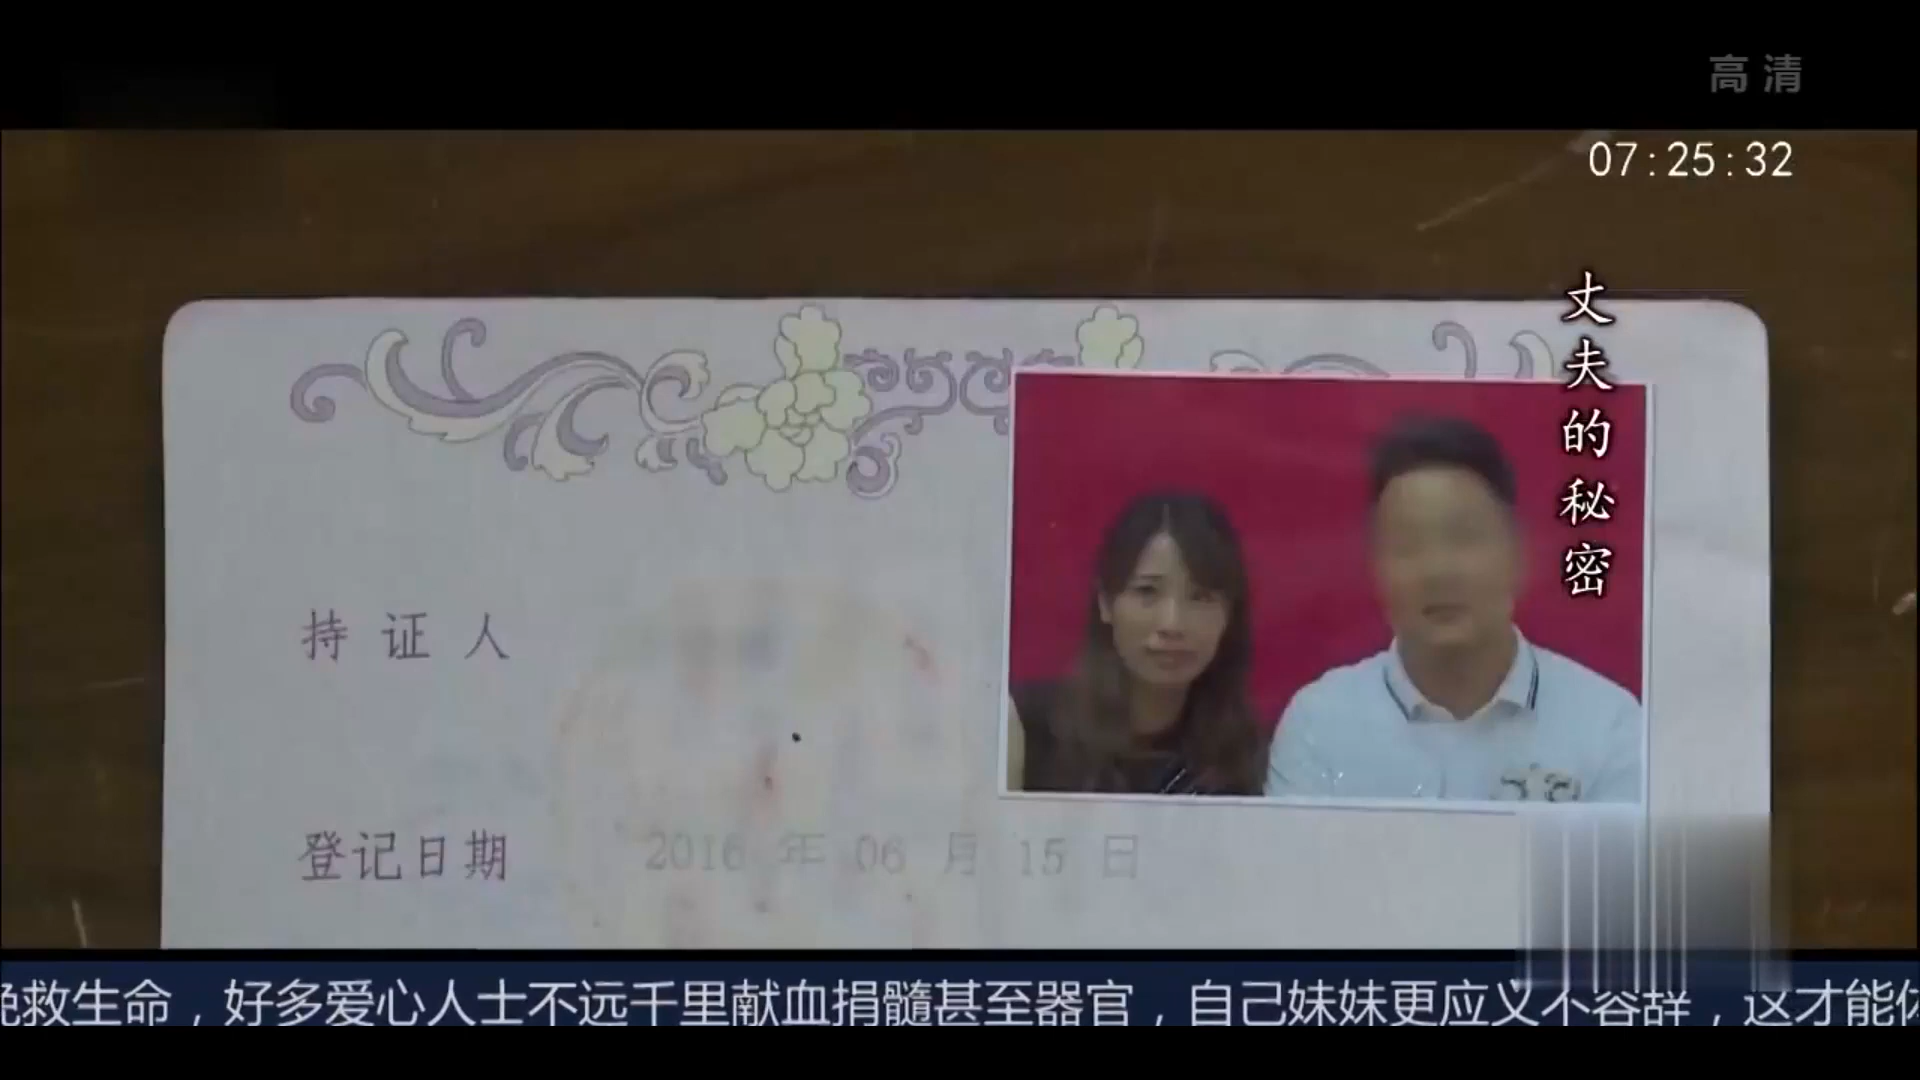 高清
07:25:32
丈夫的秘密
持证人
登记日期 2016 年 06 月 15 日
挽救生命，好多爱心人士不远千里献血捐髓甚至器官，自己妹妹更应义不容辞，这才能体